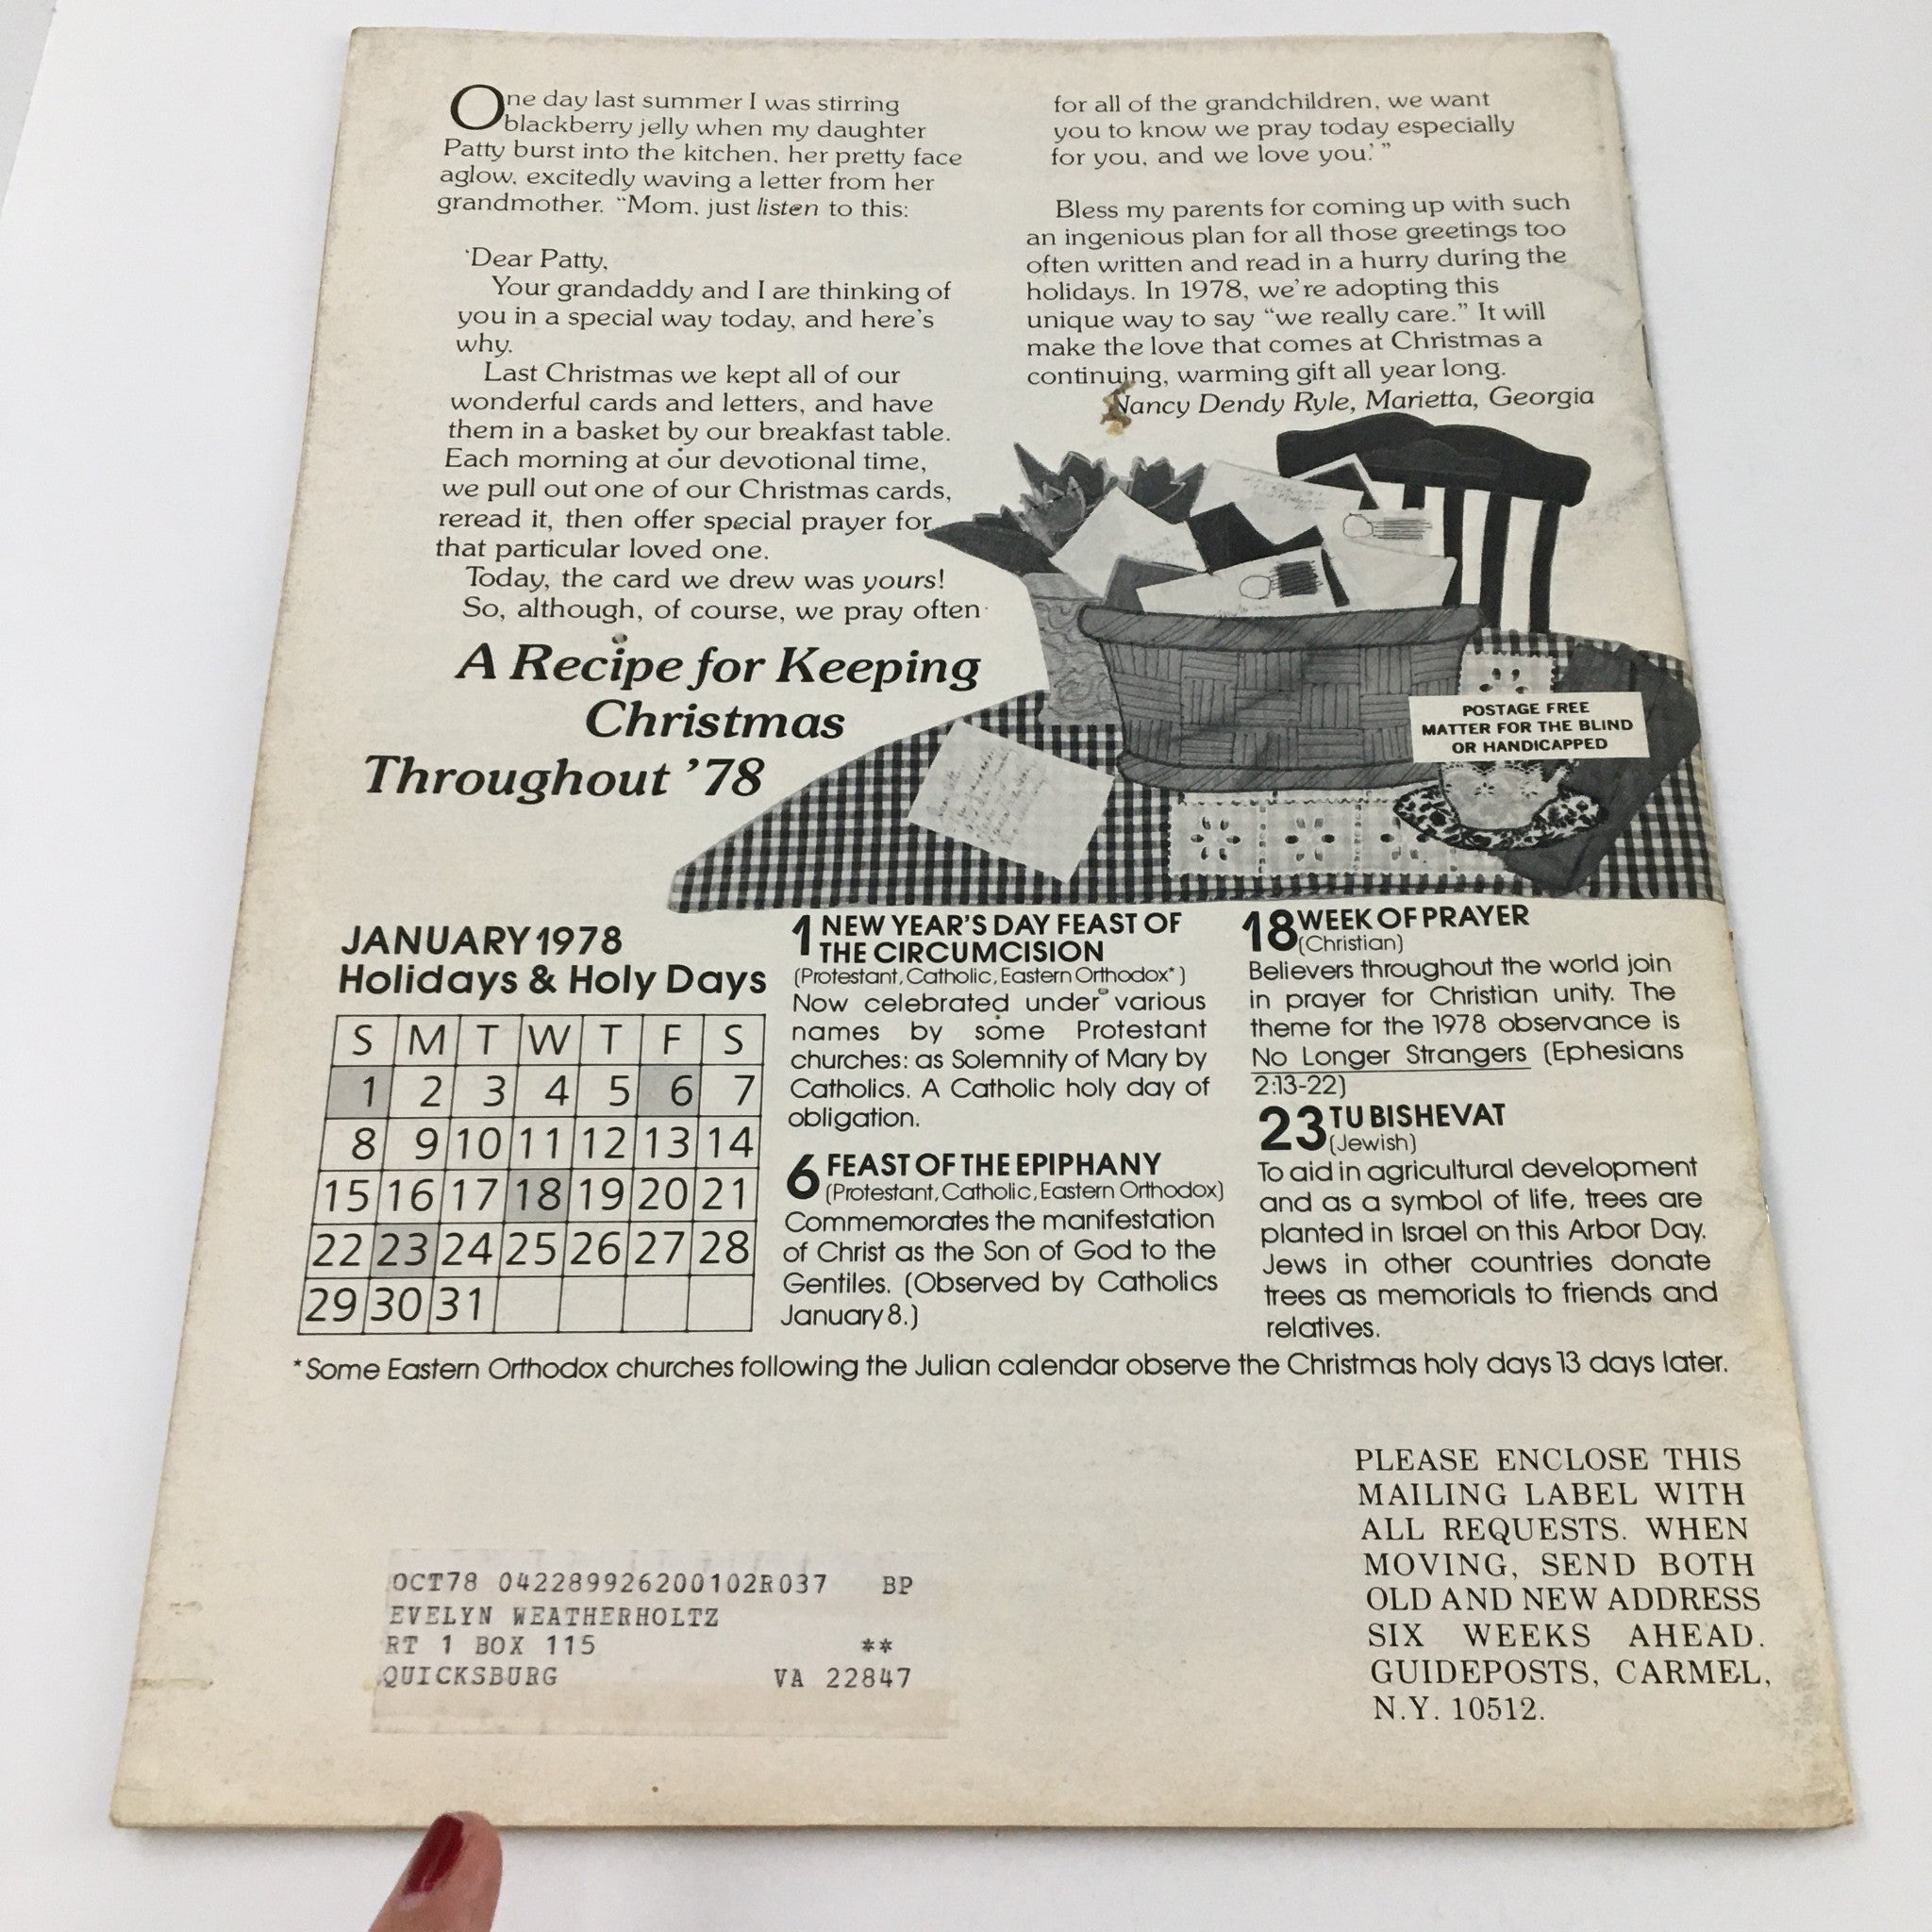 One day last summer I was stirring
blackberry jelly when my daughter
Patty burst into the kitchen, her pretty face
aglow, excitedly waving a letter from her
grandmother. "Mom, just listen to this:
'Dear Patty,
Your grandaddy and I are thinking of
you in a special way today, and here's
why.
Last Christmas we kept all of our
wonderful cards and letters, and have
them in a basket by our breakfast table.
Each morning at our devotional time,
we pull out one of our Christmas cards,
reread it, then offer special prayer for
that particular loved one.
Today, the card we drew was yours!
So, although, of course, we pray often
for all of the grandchildren, we want
you to know we pray today especially
for you, and we love you.' "
Bless my parents for coming up with such
an ingenious plan for all those greetings too
often written and read in a hurry during the
holidays. In 1978, we're adopting this
unique way to say "we really care." It will
make the love that comes at Christmas a
continuing, warming gift all year long.
Nancy Dendy Ryle, Marietta, Georgia
A Recipe for Keeping
Christmas
Throughout '78
POSTAGE FREE
MATTER FOR THE BLIND
OR HANDICAPPED
JANUARY 1978
Holidays & Holy Days
S M T W T F S
1 2 3 4 5 6 7
8 9 10 11 12 13 14
15 16 17 18 19 20 21
22 23 24 25 26 27 28
29 30 31
1 NEW YEAR'S DAY FEAST OF
THE CIRCUMCISION
(Protestant, Catholic, Eastern Orthodox*)
Now celebrated under various
names by some Protestant
churches: as Solemnity of Mary by
Catholics. A Catholic holy day of
obligation.
6 FEAST OF THE EPIPHANY
(Protestant, Catholic, Eastern Orthodox)
Commemorates the manifestation
of Christ as the Son of God to the
Gentiles. (Observed by Catholics
January 8.)
18 WEEK OF PRAYER
(Christian)
Believers throughout the world join
in prayer for Christian unity. The
theme for the 1978 observance is
No Longer Strangers (Ephesians
2:13-22)
23 TU BISHEVAT
(Jewish)
To aid in agricultural development
and as a symbol of life, trees are
planted in Israel on this Arbor Day.
Jews in other countries donate
trees as memorials to friends and
relatives.
*Some Eastern Orthodox churches following the Julian calendar observe the Christmas holy days 13 days later.
OCT78 042289926200102R037 BP
EVELYN WEATHERHOLTZ
RT 1 BOX 115 **
QUICKSBURG VA 22847
PLEASE ENCLOSE THIS
MAILING LABEL WITH
ALL REQUESTS. WHEN
MOVING, SEND BOTH
OLD AND NEW ADDRESS
SIX WEEKS AHEAD.
GUIDEPOSTS, CARMEL,
N.Y. 10512.